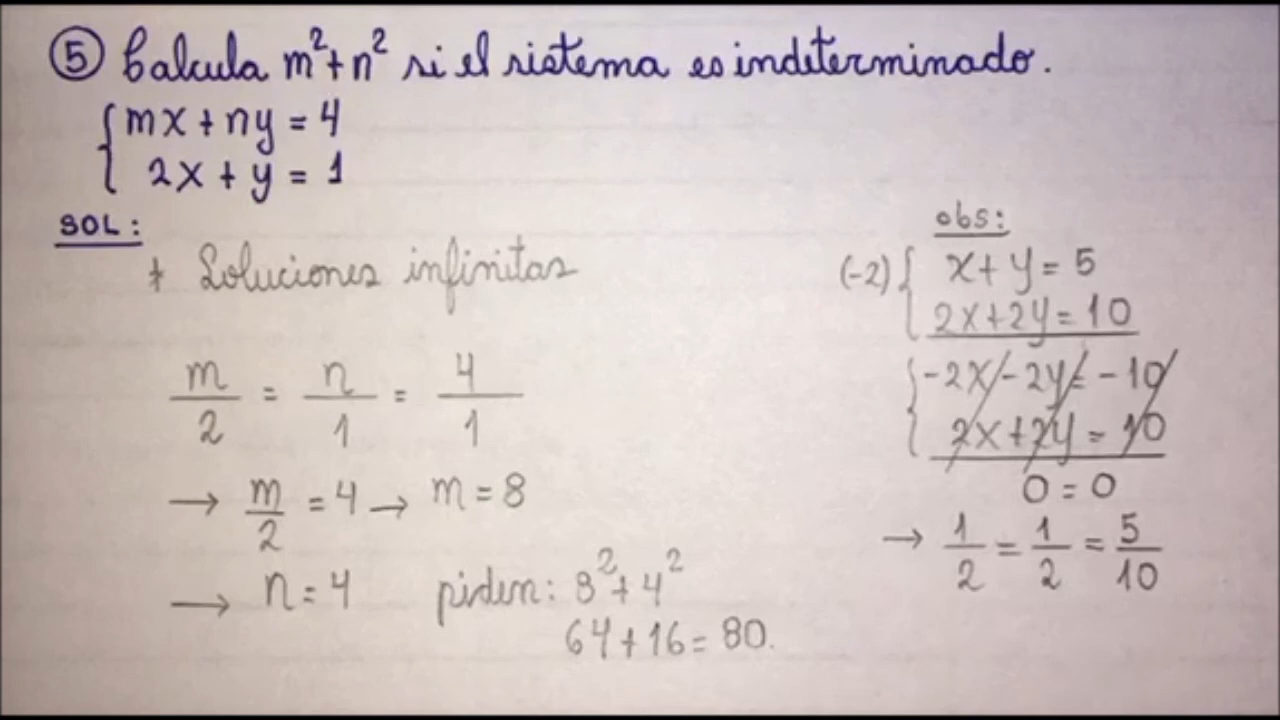 ⑤ Calcula m²+n² si el sistema es indeterminado.
{ mx + ny = 4
2x + y = 1
SOL:
* Soluciones infinitas
m/2 = n/1 = 4/1
→ m/2 = 4 → m = 8
→ n = 4 piden: 8²+4²
64+16 = 80.
obs:
(-2) { x+y = 5
2x+2y = 10
{ -2x-2y = -10
2x+2y = 10
0 = 0
→ 1/2 = 1/2 = 5/10